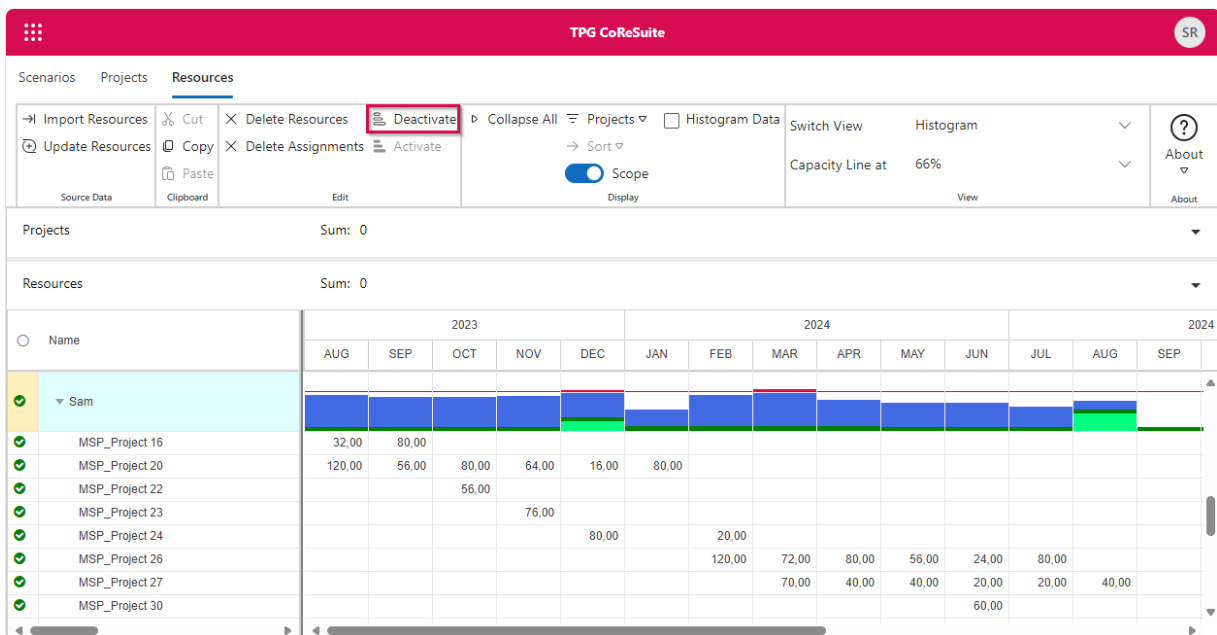 TPG CoReSuite
SR
Scenarios Projects Resources
Import Resources Cut Delete Resources Deactivate Collapse All Projects Histogram Data Switch View Histogram
Update Resources Copy Delete Assignments Activate Sort Capacity Line at 66% About
Paste Scope
Source Data Clipboard Edit Display View About
Projects Sum: 0
Resources Sum: 0
Name 2023 2024 2024
AUG SEP OCT NOV DEC JAN FEB MAR APR MAY JUN JUL AUG SEP
Sam
MSP_Project 16 32,00 80,00
MSP_Project 20 120,00 56,00 80,00 64,00 16,00 80,00
MSP_Project 22 56,00
MSP_Project 23 76,00
MSP_Project 24 80,00 20,00
MSP_Project 26 120,00 72,00 80,00 56,00 24,00 80,00
MSP_Project 27 70,00 40,00 40,00 20,00 20,00 40,00
MSP_Project 30 60,00